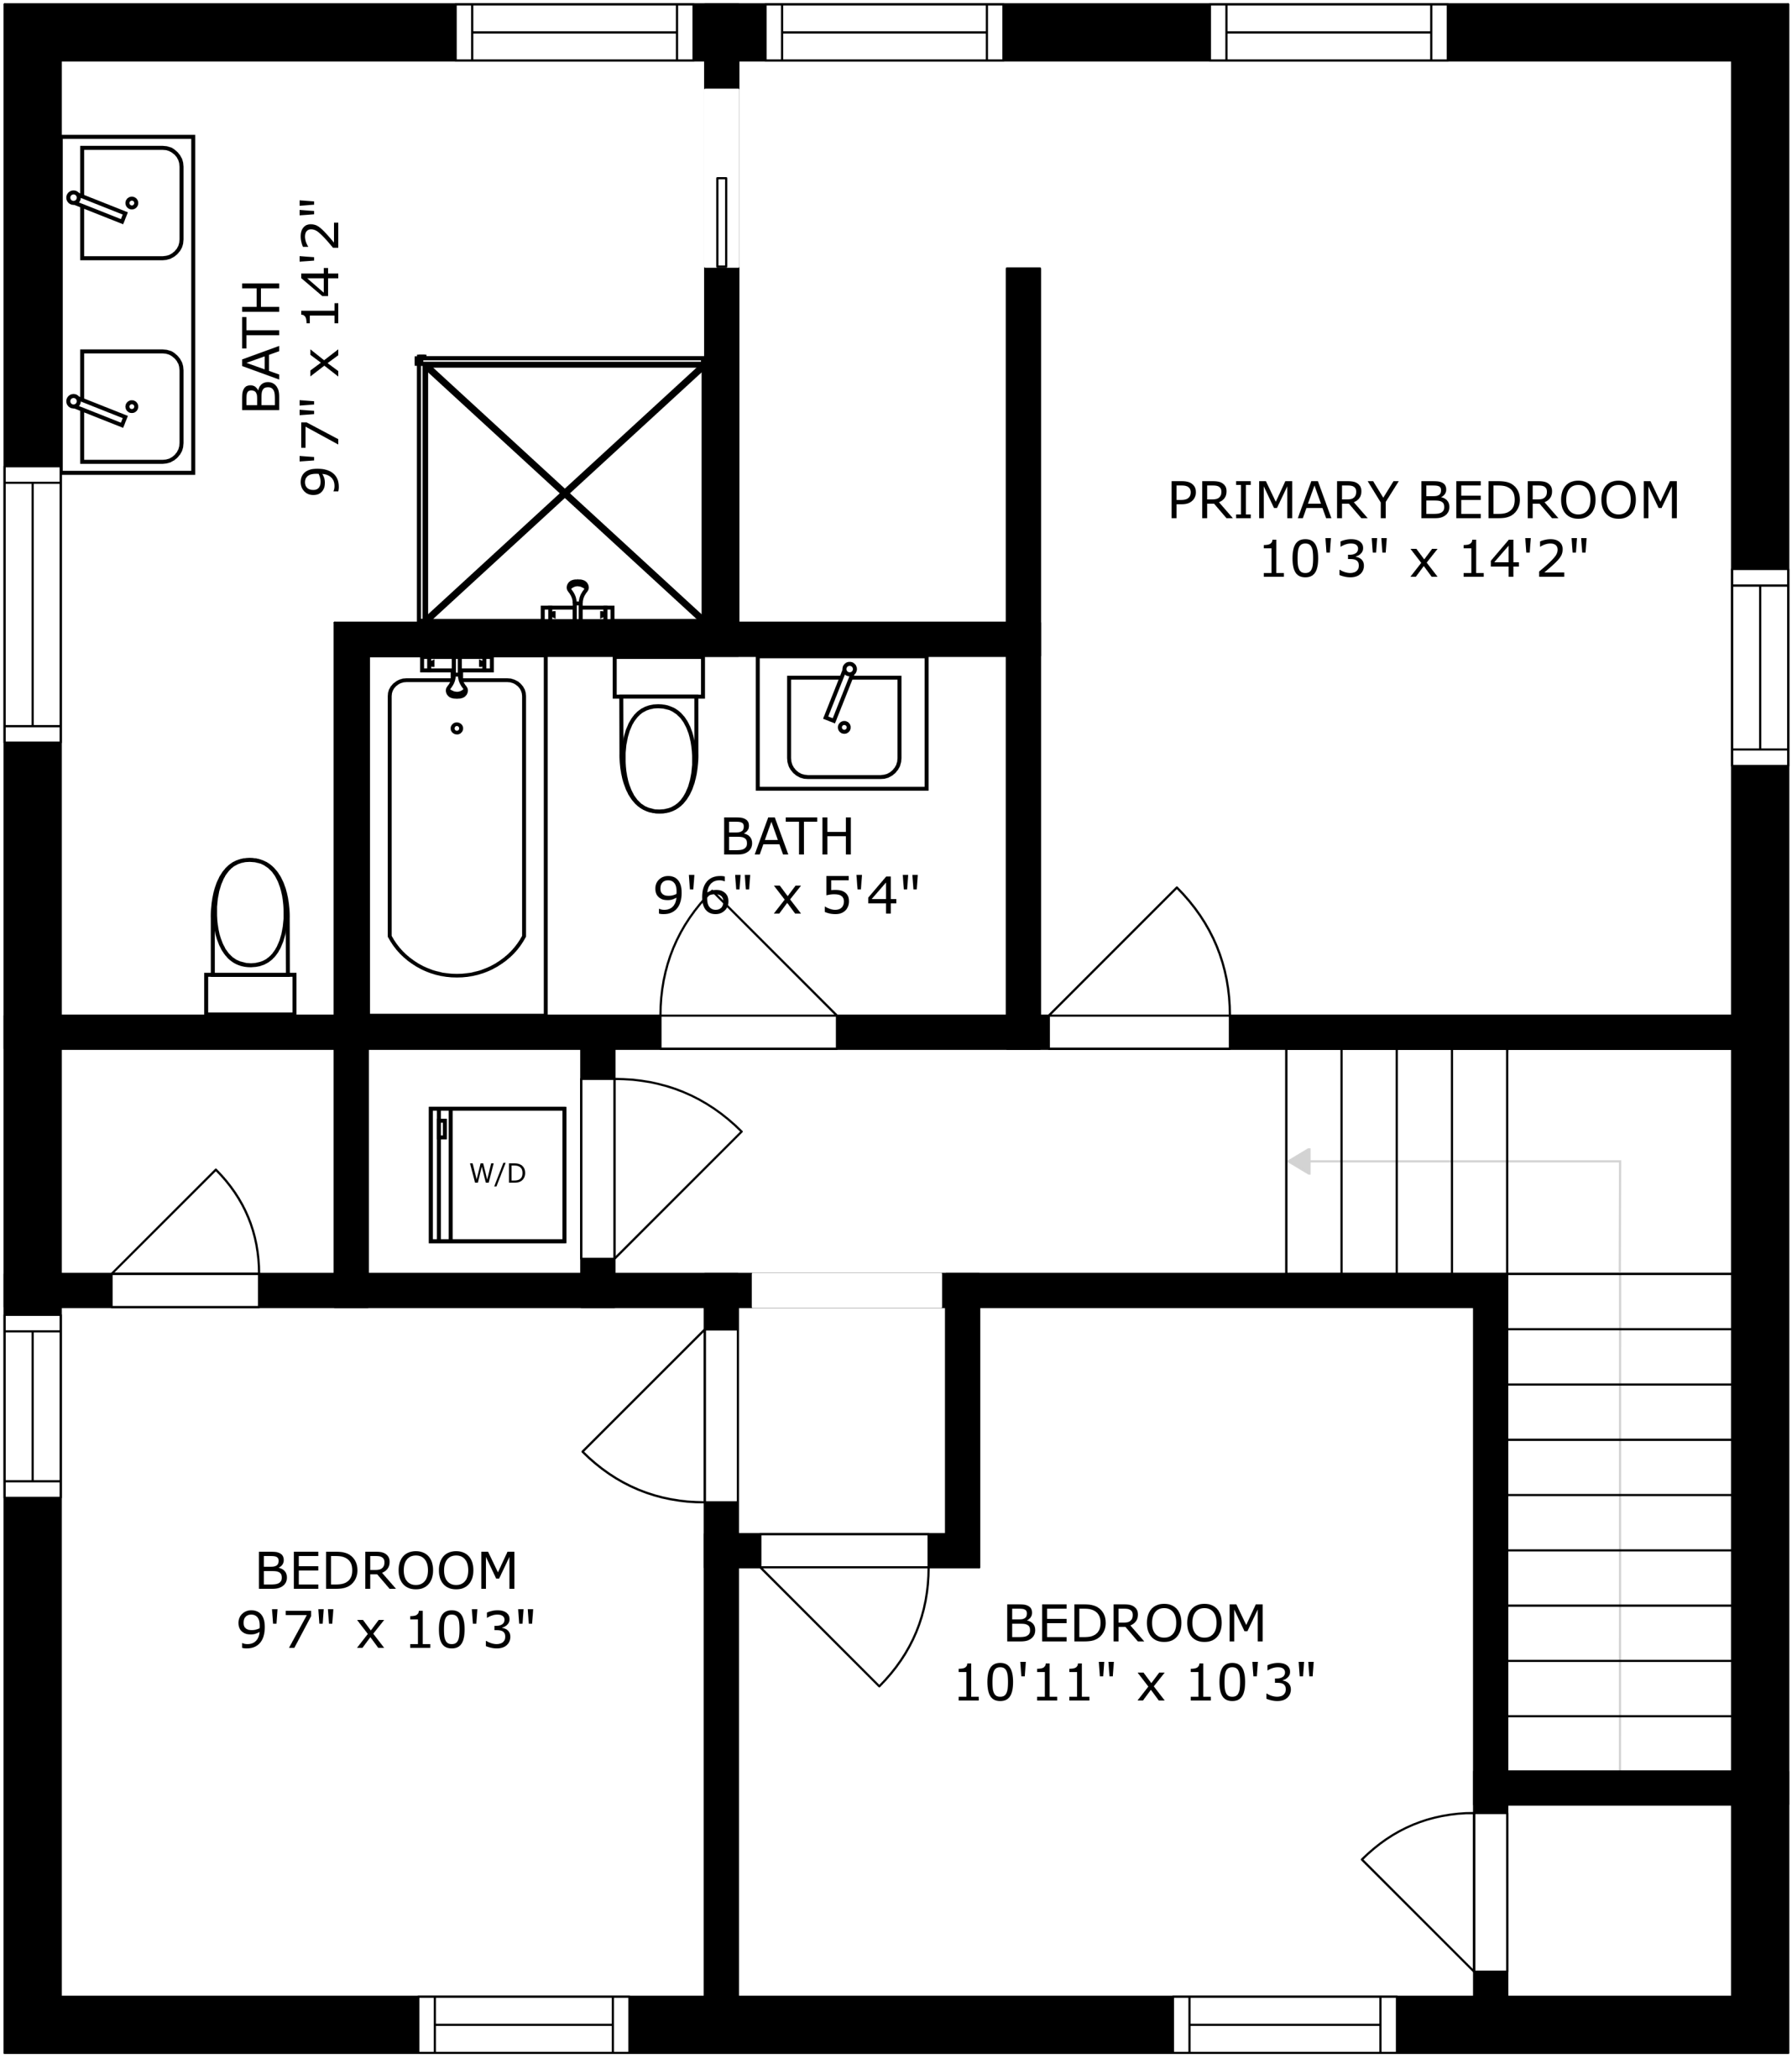 BATH
9'7" x 14'2"
PRIMARY BEDROOM
10'3" x 14'2"
BATH
9'6" x 5'4"
W/D
BEDROOM
9'7" x 10'3"
BEDROOM
10'11" x 10'3"